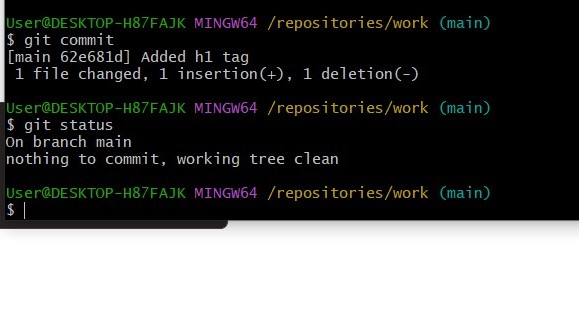 User@DESKTOP-H87FAJK MINGW64 /repositories/work (main)
$ git commit
[main 62e681d] Added h1 tag
 1 file changed, 1 insertion(+), 1 deletion(-)
User@DESKTOP-H87FAJK MINGW64 /repositories/work (main)
$ git status
On branch main
nothing to commit, working tree clean
User@DESKTOP-H87FAJK MINGW64 /repositories/work (main)
$